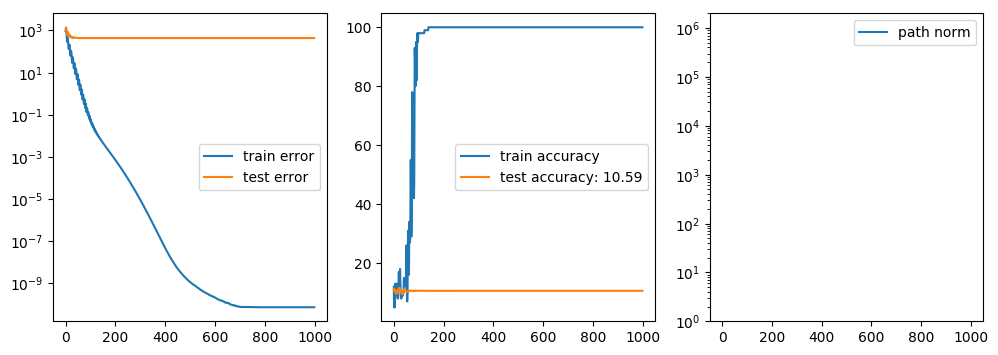 10³
10¹
10⁻¹
10⁻³
10⁻⁵
10⁻⁷
10⁻⁹
train error
test error
0 200 400 600 800 1000
100
80
60
40
20
train accuracy
test accuracy: 10.59
0 200 400 600 800 1000
10⁶
10⁵
10⁴
10³
10²
10¹
10⁰
path norm
0 200 400 600 800 1000